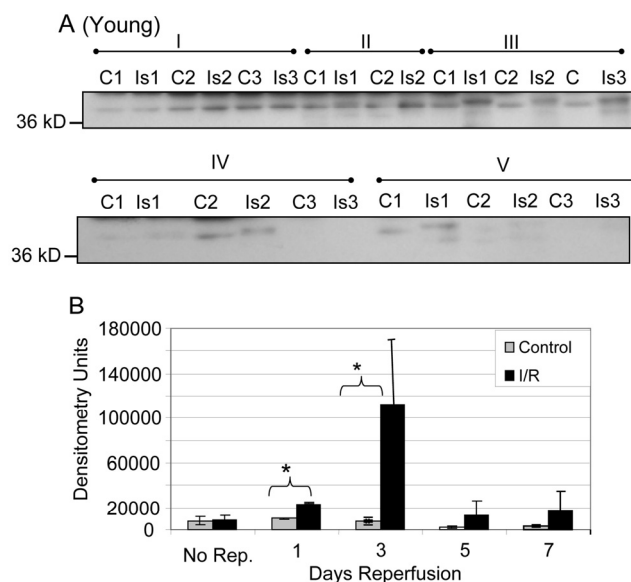 A (Young)
I II III
C1 Is1 C2 Is2 C3 Is3 C1 Is1 C2 Is2 C1 Is1 C2 Is2 C Is3
36 kD
IV V
C1 Is1 C2 Is2 C3 Is3 C1 Is1 C2 Is2 C3 Is3
36 kD
B
180000
140000
100000
60000
20000
0
Densitometry Units
Control
I/R
*
*
No Rep. 1 3 5 7
Days Reperfusion